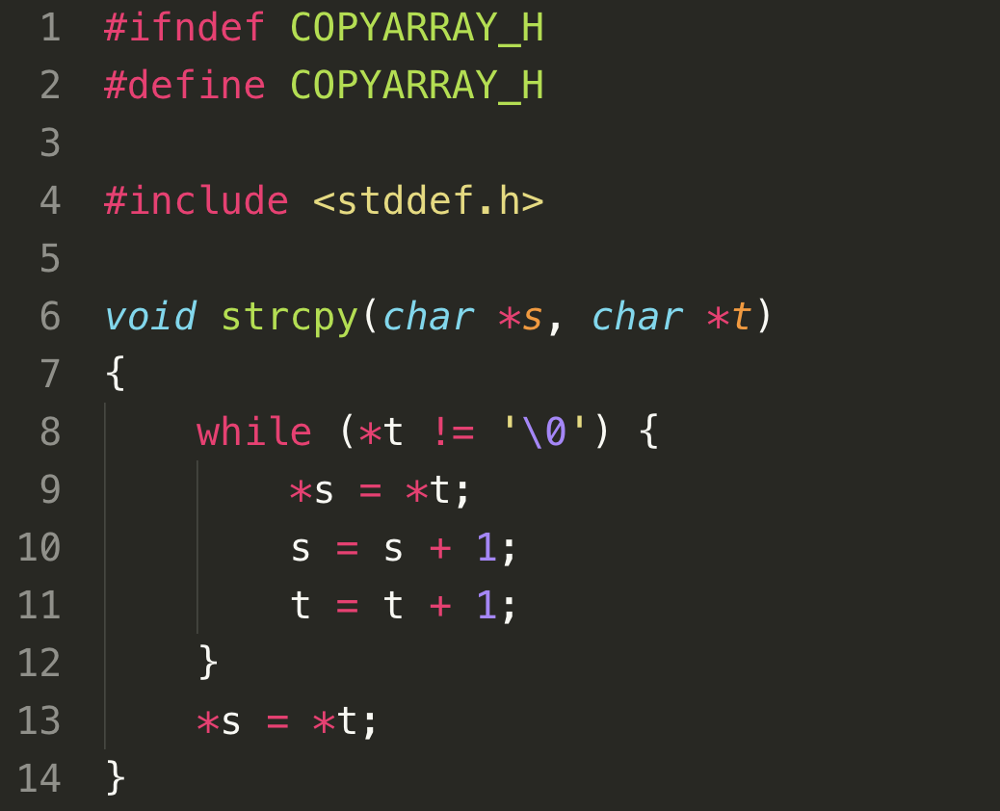 1 #ifndef COPYARRAY_H
2 #define COPYARRAY_H
3
4 #include <stddef.h>
5
6 void strcpy(char *s, char *t)
7 {
8     while (*t != '\0') {
9         *s = *t;
10         s = s + 1;
11         t = t + 1;
12     }
13     *s = *t;
14 }